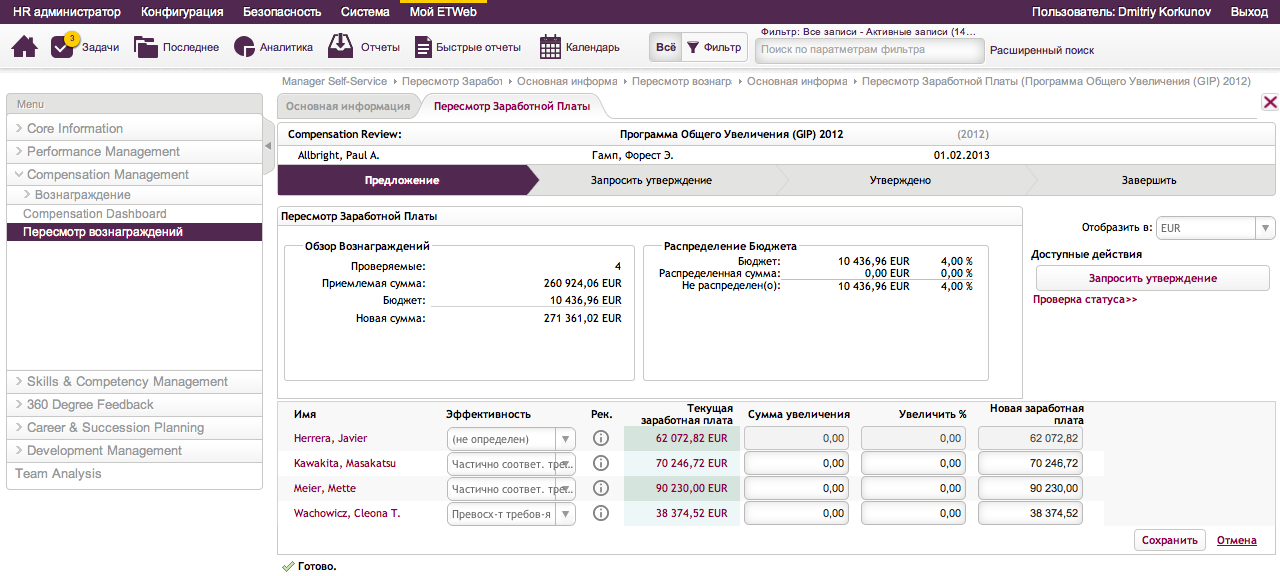 HR администратор Конфигурация Безопасность Система Мой ETWeb Пользователь: Dmitriy Korkunov Выход
3 Задачи Последнее Аналитика Отчеты Быстрые отчеты Календарь Всё Фильтр
Фильтр: Все записи - Активные записи (14...
Поиск по паратметрам фильтра Расширенный поиск
Manager Self-Service Пересмотр Заработ Основная информа Пересмотр вознагр Основная информа Пересмотр Заработной Платы (Программа Общего Увеличения (GIP) 2012)
Menu
Core Information
Performance Management
Compensation Management
Вознаграждение
Compensation Dashboard
Пересмотр вознаграждений
Skills & Competency Management
360 Degree Feedback
Career & Succession Planning
Development Management
Team Analysis
Основная информация Пересмотр Заработной Платы
Compensation Review: Программа Общего Увеличения (GIP) 2012 (2012)
Allbright, Paul A. Гамп, Форест Э. 01.02.2013
Предложение Запросить утверждение Утверждено Завершить
Пересмотр Заработной Платы
Обзор Вознаграждений
Проверяемые: 4
Приемлемая сумма: 260 924,06 EUR
Бюджет: 10 436,96 EUR
Новая сумма: 271 361,02 EUR
Распределение Бюджета
Бюджет: 10 436,96 EUR 4,00 %
Распределенная сумма: 0,00 EUR 0,00 %
Не распределен(о): 10 436,96 EUR 4,00 %
Отобразить в: EUR
Доступные действия
Запросить утверждение
Проверка статуса>>
Имя Эффективность Рек. Текущая заработная плата Сумма увеличения Увеличить % Новая заработная плата
Herrera, Javier (не определен) 62 072,82 EUR 0,00 0,00 62 072,82
Kawakita, Masakatsu Частично соответ. тре... 70 246,72 EUR 0,00 0,00 70 246,72
Meier, Mette Частично соответ. тре... 90 230,00 EUR 0,00 0,00 90 230,00
Wachowicz, Cleona T. Превосх-т требов-я 38 374,52 EUR 0,00 0,00 38 374,52
Сохранить Отмена
Готово.